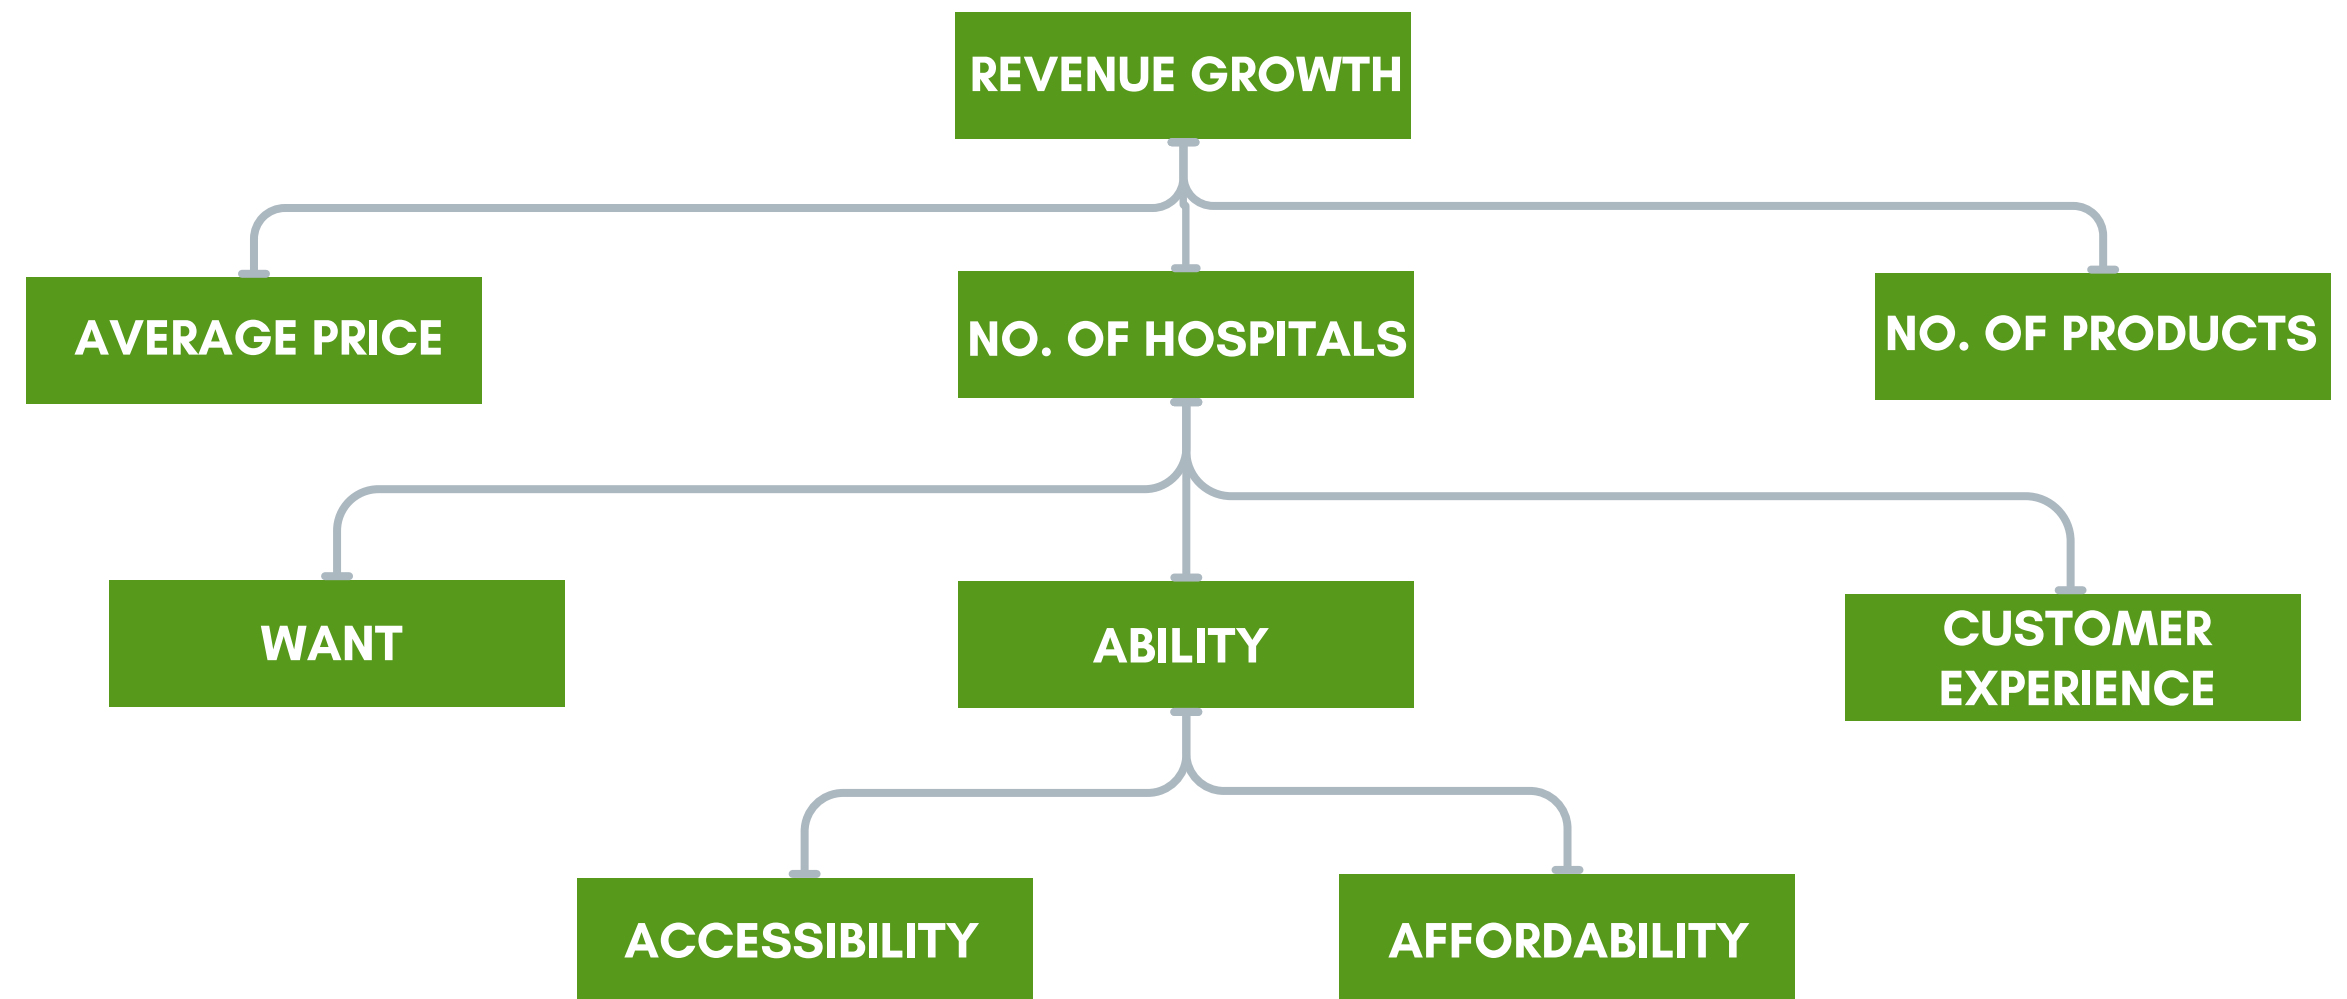 REVENUE GROWTH
AVERAGE PRICE
NO. OF HOSPITALS
NO. OF PRODUCTS
WANT
ABILITY
CUSTOMER
EXPERIENCE
ACCESSIBILITY
AFFORDABILITY